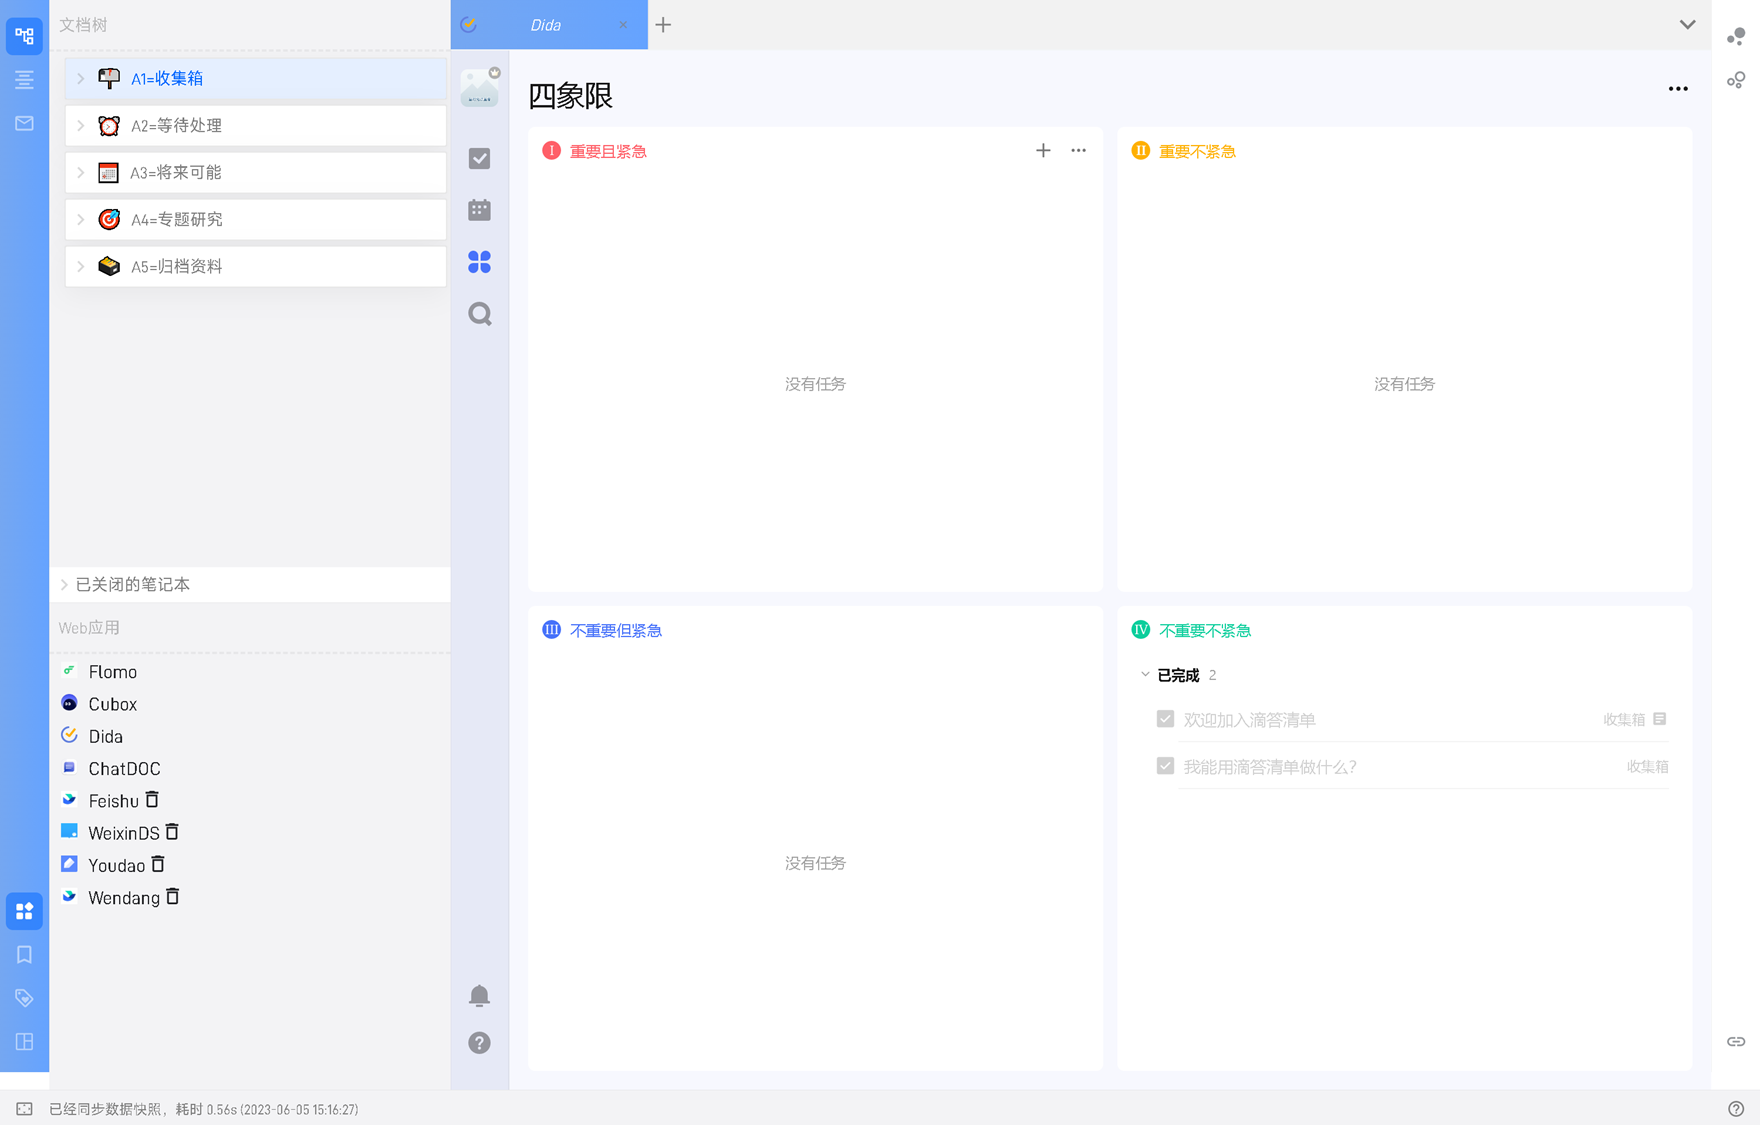 文档树
A1=收集箱
A2=等待处理
A3=将来可能
A4=专题研究
A5=归档资料
已关闭的笔记本
Web应用
Flomo
Cubox
Dida
ChatDOC
Feishu
WeixinDS
Youdao
Wendang
Dida
四象限
I 重要且紧急
没有任务
II 重要不紧急
没有任务
III 不重要但紧急
没有任务
IV 不重要不紧急
已完成 2
欢迎加入滴答清单 收集箱
我能用滴答清单做什么? 收集箱
已经同步数据快照，耗时 0.56s (2023-06-05 15:16:27)